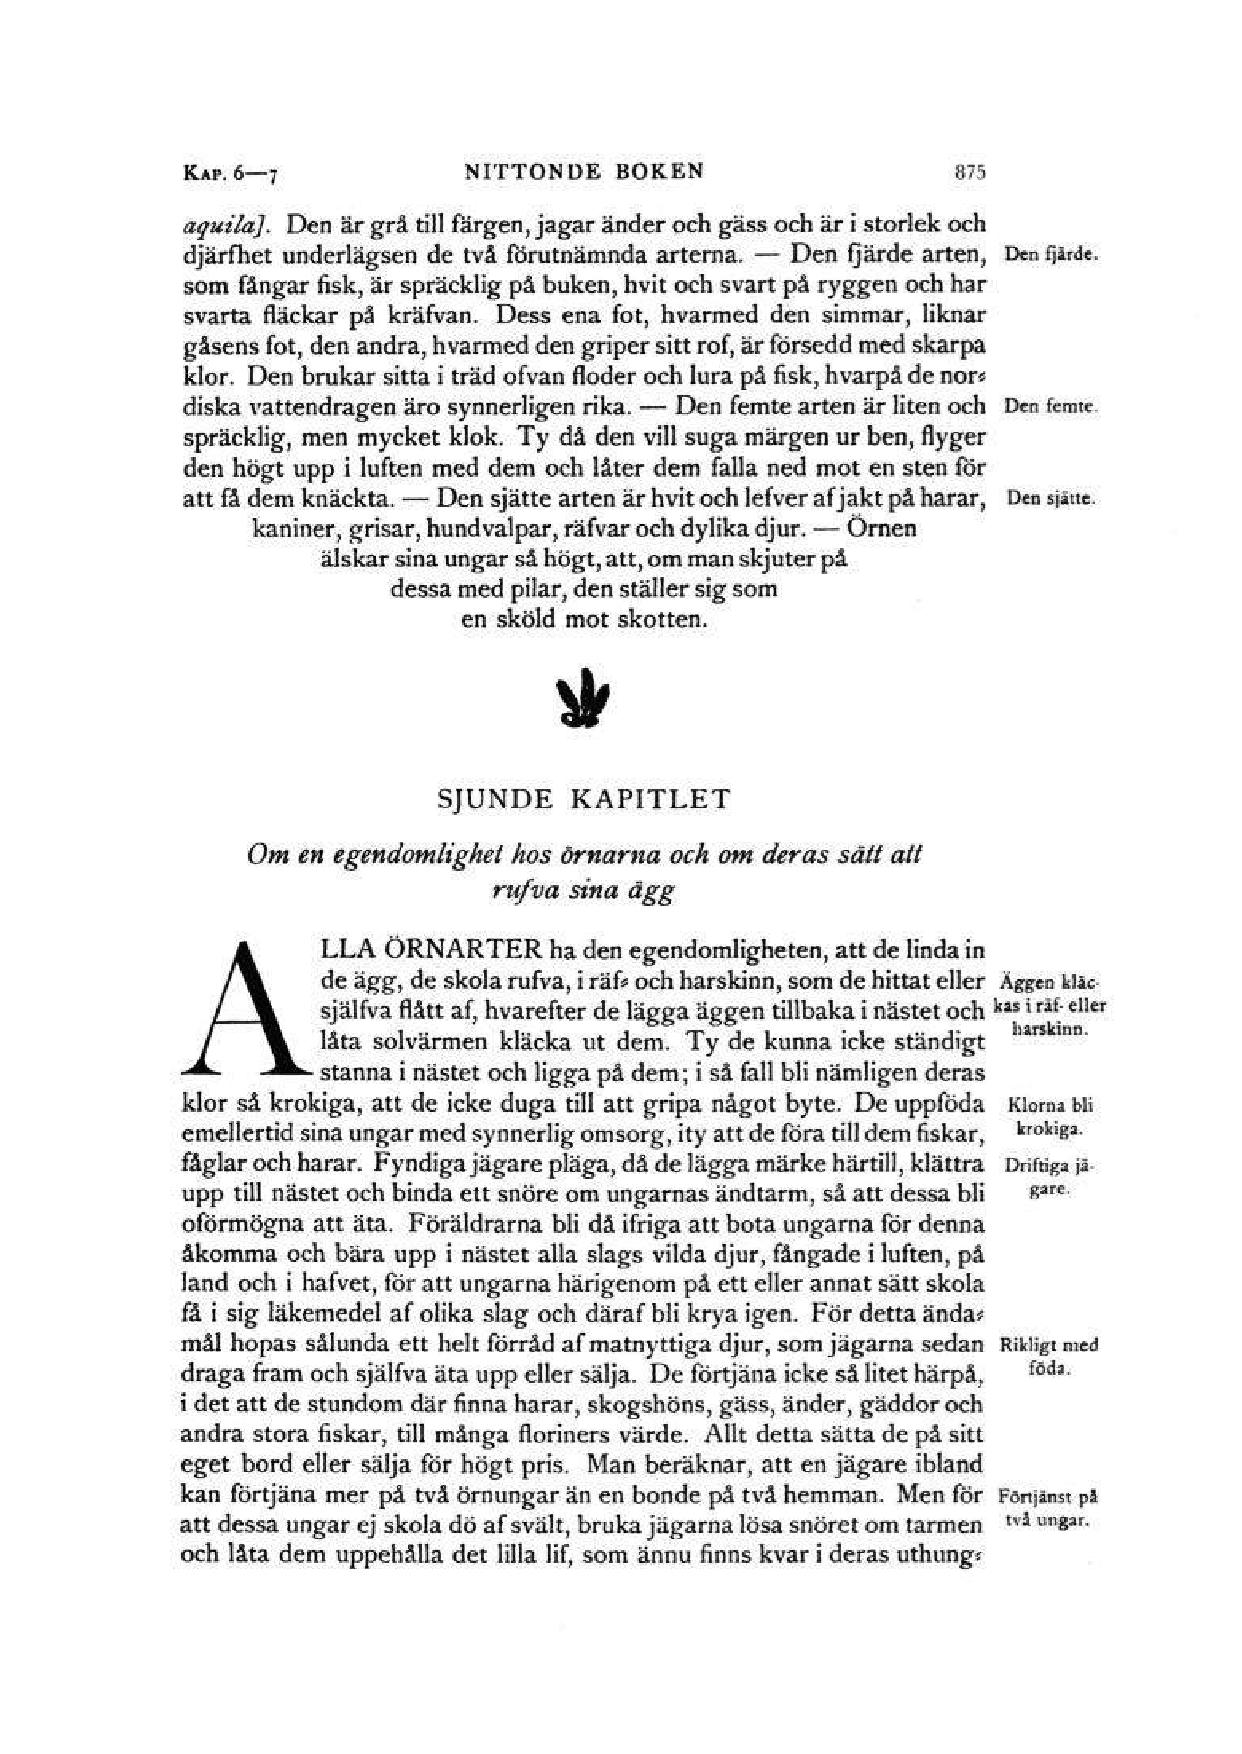 KAP. 6—7 NITTONDE BOKEN 875
aquila]. Den är grå till färgen, jagar änder och gäss och är i storlek och
djärfhet underlägsen de två förutnämnda arterna. — Den fjärde arten, Den fjärde.
som fångar fisk, är spräcklig på buken, hvit och svart på ryggen och har
svarta fläckar på kräfvan. Dess ena fot, hvarmed den simmar, liknar
gåsens fot, den andra, hvarmed den griper sitt rof, är försedd med skarpa
klor. Den brukar sitta i träd ofvan floder och lura på fisk, hvarpå de nor-
diska vattendragen äro synnerligen rika. — Den femte arten är liten och Den femte.
spräcklig, men mycket klok. Ty då den vill suga märgen ur ben, flyger
den högt upp i luften med dem och låter dem falla ned mot en sten för
att få dem knäckta. — Den sjätte arten är hvit och lefver af jakt på harar, Den sjätte.
kaniner, grisar, hundvalpar, räfvar och dylika djur. — Örnen
älskar sina ungar så högt, att, om man skjuter på
dessa med pilar, den ställer sig som
en sköld mot skotten.
SJUNDE KAPITLET
Om en egendomlighet hos örnarna och om deras sätt att
rufva sina ägg
ALLA ÖRNARTER ha den egendomligheten, att de linda in
de ägg, de skola rufva, i räf- och harskinn, som de hittat eller Äggen kläc-
själfva flått af, hvarefter de lägga äggen tillbaka i nästet och kas i räf- eller
låta solvärmen kläcka ut dem. Ty de kunna icke ständigt harskinn.
stanna i nästet och ligga på dem; i så fall bli nämligen deras
klor så krokiga, att de icke duga till att gripa något byte. De uppföda Klorna bli
emellertid sina ungar med synnerlig omsorg, ity att de föra till dem fiskar, krokiga.
fåglar och harar. Fyndiga jägare pläga, då de lägga märke härtill, klättra Driftiga jä-
upp till nästet och binda ett snöre om ungarnas ändtarm, så att dessa bli gare.
oförmögna att äta. Föräldrarna bli då ifriga att bota ungarna för denna
åkomma och bära upp i nästet alla slags vilda djur, fångade i luften, på
land och i hafvet, för att ungarna härigenom på ett eller annat sätt skola
få i sig läkemedel af olika slag och däraf bli krya igen. För detta ända-
mål hopas sålunda ett helt förråd af matnyttiga djur, som jägarna sedan Rikligt med
draga fram och själfva äta upp eller sälja. De förtjäna icke så litet härpå, föda.
i det att de stundom där finna harar, skogshöns, gäss, änder, gäddor och
andra stora fiskar, till många floriners värde. Allt detta sätta de på sitt
eget bord eller sälja för högt pris. Man beräknar, att en jägare ibland
kan förtjäna mer på två örnungar än en bonde på två hemman. Men för Förtjänst på
att dessa ungar ej skola dö af svält, bruka jägarna lösa snöret om tarmen två ungar.
och låta dem uppehålla det lilla lif, som ännu finns kvar i deras uthung-